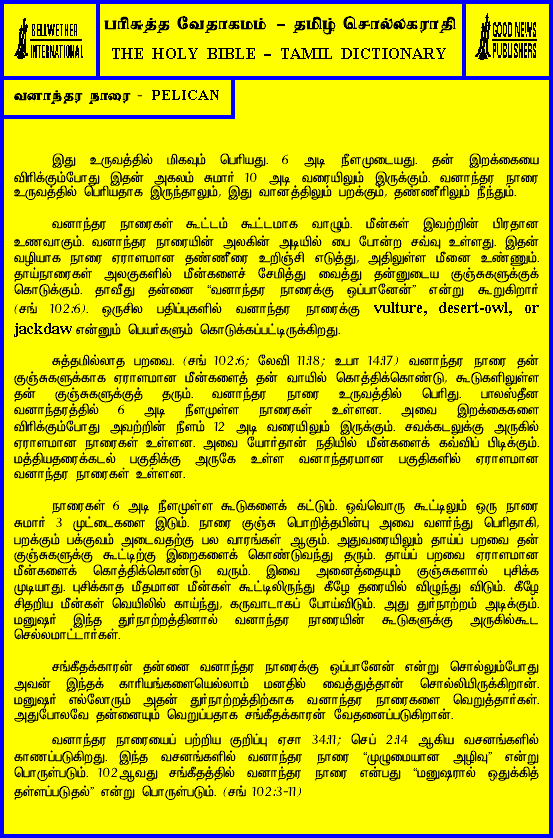 BELLWETHER
INTERNATIONAL
பரிசுத்த வேதாகமம் – தமிழ் சொல்லகராதி
THE HOLY BIBLE – TAMIL DICTIONARY
GOOD NEWS
PUBLISHERS
வனாந்தர நாரை - PELICAN
இது உருவத்தில் மிகவும் பெரியது. 6 அடி நீளமுடையது. தன் இறக்கையை
விரிக்கும்போது இதன் அகலம் சுமார் 10 அடி வரையிலும் இருக்கும். வனாந்தர நாரை
உருவத்தில் பெரியதாக இருந்தாலும், இது வானத்திலும் பறக்கும், தண்ணீரிலும் நீந்தும்.
வனாந்தர நாரைகள் கூட்டம் கூட்டமாக வாழும். மீன்கள் இவற்றின் பிரதான
உணவாகும். வனாந்தர நாரையின் அலகின் அடியில் பை போன்ற சவ்வு உள்ளது. இதன்
வழியாக நாரை ஏராளமான தண்ணீரை உறிஞ்சி எடுத்து, அதிலுள்ள மீனை உண்ணும்.
தாய்நாரைகள் அலகுகளில் மீன்களைச் சேமித்து வைத்து தன்னுடைய குஞ்சுகளுக்குக்
கொடுக்கும். தாவீது தன்னை “வனாந்தர நாரைக்கு ஒப்பானேன்” என்று கூறுகிறார்
(சங் 102:6). ஒருசில பதிப்புகளில் வனாந்தர நாரைக்கு vulture, desert-owl, or
jackdaw என்னும் பெயர்களும் கொடுக்கப்பட்டிருக்கிறது.
சுத்தமில்லாத பறவை. (சங் 102:6; லேவி 11:18; உபா 14:17) வனாந்தர நாரை தன்
குஞ்சுகளுக்காக ஏராளமான மீன்களைத் தன் வாயில் கொத்திக்கொண்டு, கூடுகளிலுள்ள
தன் குஞ்சுகளுக்குத் தரும். வனாந்தர நாரை உருவத்தில் பெரிது. பாலஸ்தீன
வனாந்தரத்தில் 6 அடி நீளமுள்ள நாரைகள் உள்ளன. அவை இறக்கைகளை
விரிக்கும்போது அவற்றின் நீளம் 12 அடி வரையிலும் இருக்கும். சவக்கடலுக்கு அருகில்
ஏராளமான நாரைகள் உள்ளன. அவை யோர்தான் நதியில் மீன்களைக் கவ்விப் பிடிக்கும்.
மத்தியதரைக்கடல் பகுதிக்கு அருகே உள்ள வனாந்தரமான பகுதிகளில் ஏராளமான
வனாந்தர நாரைகள் உள்ளன.
நாரைகள் 6 அடி நீளமுள்ள கூடுகளைக் கட்டும். ஒவ்வொரு கூட்டிலும் ஒரு நாரை
சுமார் 3 முட்டைகளை இடும். நாரை குஞ்சு பொறித்தபின்பு அவை வளர்ந்து பெரிதாகி,
பறக்கும் பக்குவம் அடைவதற்கு பல வாரங்கள் ஆகும். அதுவரையிலும் தாய்ப் பறவை தன்
குஞ்சுகளுக்கு கூட்டிற்கு இறைகளைக் கொண்டுவந்து தரும். தாய்ப் பறவை ஏராளமான
மீன்களைக் கொத்திக்கொண்டு வரும். இவை அனைத்தையும் குஞ்சுகளால் புசிக்க
முடியாது. புசிக்காத மீதமான மீன்கள் கூட்டிலிருந்து கீழே தரையில் விழுந்து விடும். கீழே
சிதறிய மீன்கள் வெயிலில் காய்ந்து, கருவாடாகப் போய்விடும். அது துர்நாற்றம் அடிக்கும்.
மனுஷர் இந்த துர்நாற்றத்தினால் வனாந்தர நாரையின் கூடுகளுக்கு அருகில்கூட
செல்லமாட்டார்கள்.
சங்கீதக்காரன் தன்னை வனாந்தர நாரைக்கு ஒப்பானேன் என்று சொல்லும்போது
அவன் இந்தக் காரியங்களையெல்லாம் மனதில் வைத்துத்தான் சொல்லியிருக்கிறான்.
மனுஷர் எல்லோரும் அதன் துர்நாற்றத்திற்காக வனாந்தர நாரைகளை வெறுத்தார்கள்.
அதுபோலவே தன்னையும் வெறுப்பதாக சங்கீதக்காரன் வேதனைப்படுகிறான்.
வனாந்தர நாரையைப் பற்றிய குறிப்பு ஏசா 34:11; செப் 2:14 ஆகிய வசனங்களில்
காணப்படுகிறது. இந்த வசனங்களில் வனாந்தர நாரை “முழுமையான அழிவு” என்று
பொருள்படும். 102ஆவது சங்கீதத்தில் வனாந்தர நாரை என்பது “மனுஷரால் ஒதுக்கித்
தள்ளப்படுதல்” என்று பொருள்படும். (சங் 102:3-11)